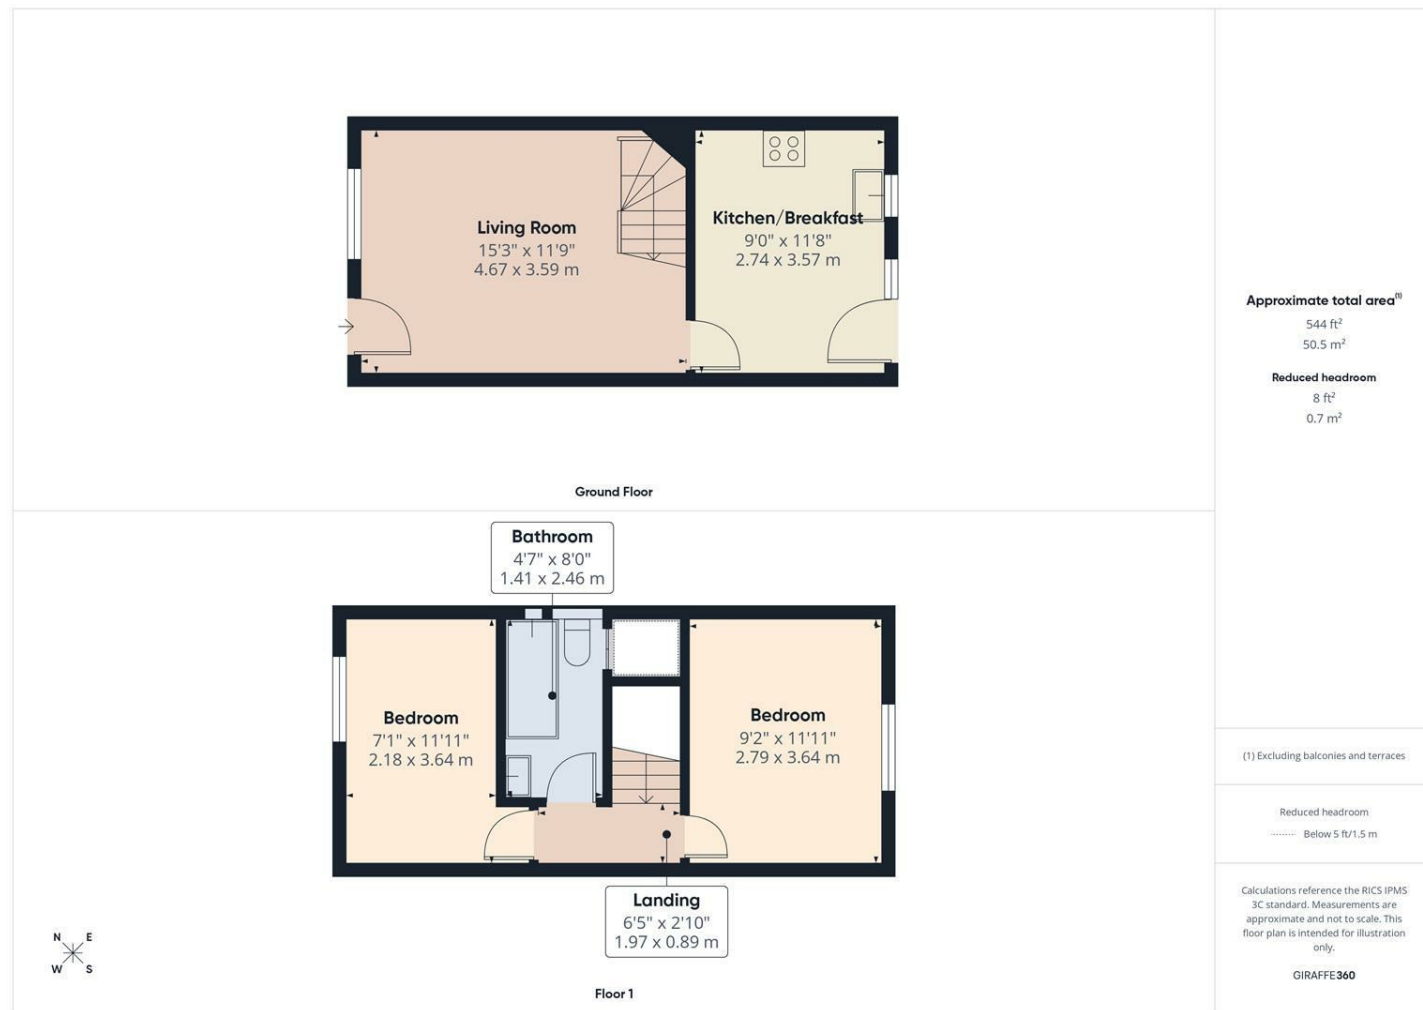 Living Room
15'3" x 11'9"
4.67 x 3.59 m
Kitchen/Breakfast
9'0" x 11'8"
2.74 x 3.57 m
Ground Floor
Bathroom
4'7" x 8'0"
1.41 x 2.46 m
Bedroom
7'1" x 11'11"
2.18 x 3.64 m
Bedroom
9'2" x 11'11"
2.79 x 3.64 m
Landing
6'5" x 2'10"
1.97 x 0.89 m
N E
W S
Floor 1
Approximate total area(1)
544 ft²
50.5 m²
Reduced headroom
8 ft²
0.7 m²
(1) Excluding balconies and terraces
Reduced headroom
Below 5 ft/1.5 m
Calculations reference the RICS IPMS
3C standard. Measurements are
approximate and not to scale. This
floor plan is intended for illustration
only.
GIRAFFE360